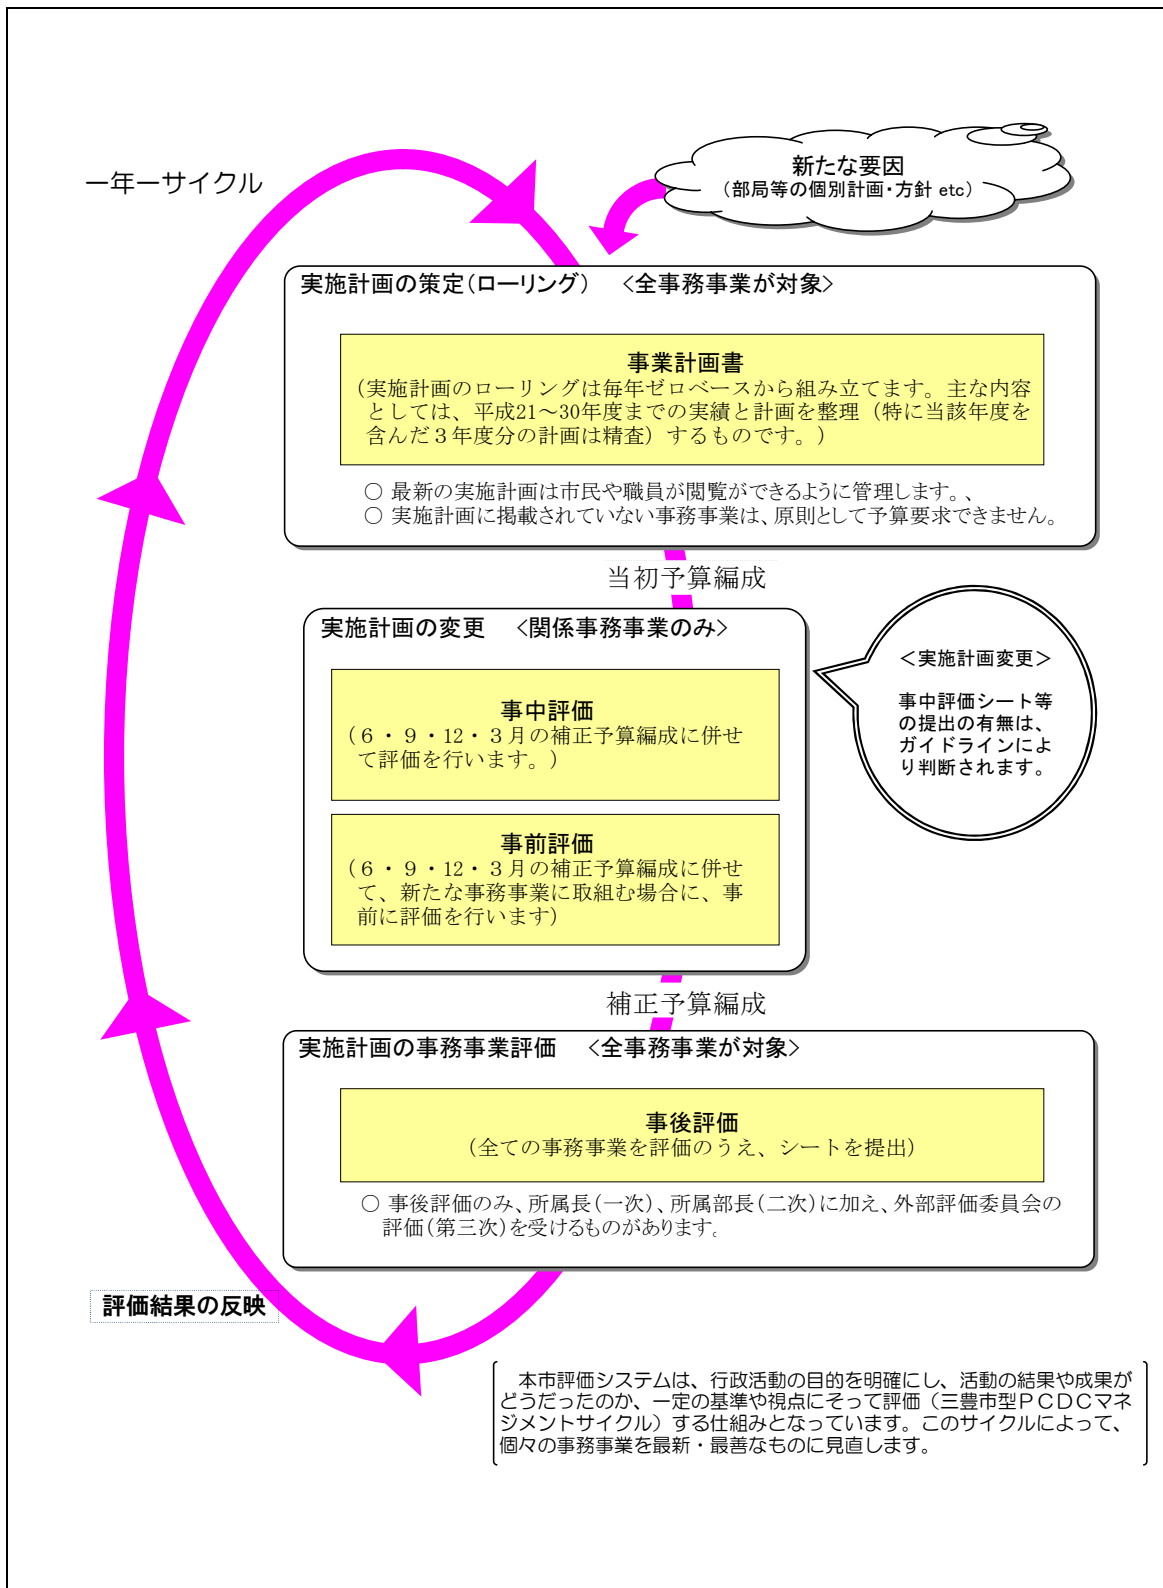 一年一サイクル
新たな要因
（部局等の個別計画・方針 etc）
実施計画の策定（ローリング）　<全事務事業が対象>
事業計画書
（実施計画のローリングは毎年ゼロベースから組み立てます。主な内容
としては、平成21～30年度までの実績と計画を整理（特に当該年度を
含んだ３年度分の計画は精査）するものです。）
○ 最新の実施計画は市民や職員が閲覧ができるように管理します。、
○ 実施計画に掲載されていない事務事業は、原則として予算要求できません。
当初予算編成
実施計画の変更　<関係事務事業のみ>
事中評価
（６・９・12・３月の補正予算編成に併せ
て評価を行います。）
事前評価
（６・９・12・３月の補正予算編成に併せ
て、新たな事務事業に取組む場合に、事
前に評価を行います）
＜実施計画変更＞
事中評価シート等
の提出の有無は、
ガイドラインによ
り判断されます。
補正予算編成
実施計画の事務事業評価　<全事務事業が対象>
事後評価
（全ての事務事業を評価のうえ、シートを提出）
○ 事後評価のみ、所属長（一次）、所属部長（二次）に加え、外部評価委員会の
評価（第三次）を受けるものがあります。
評価結果の反映
本市評価システムは、行政活動の目的を明確にし、活動の結果や成果が
どうだったのか、一定の基準や視点にそって評価（三豊市型ＰＣＤＣマネ
ジメントサイクル）する仕組みとなっています。このサイクルによって、
個々の事務事業を最新・最善なものに見直します。